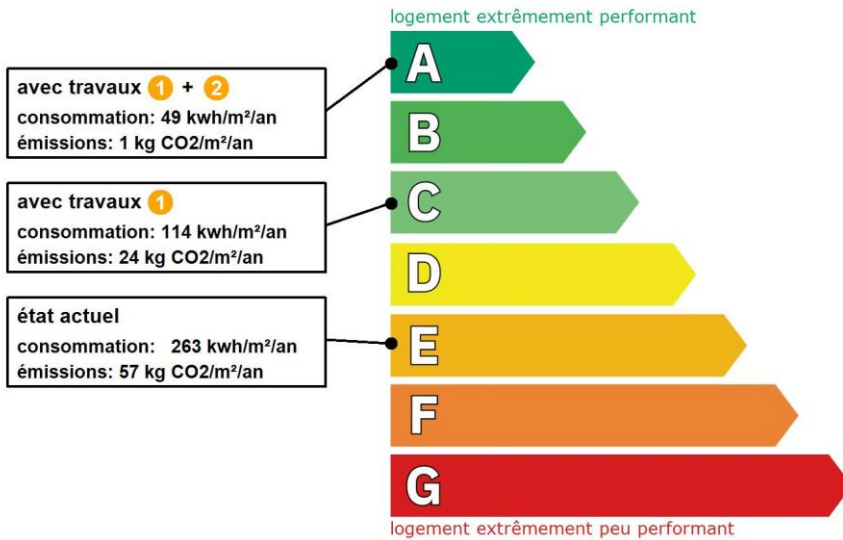 logement extrêmement performant
A
avec travaux 1 + 2
consommation: 49 kwh/m²/an
émissions: 1 kg CO2/m²/an
B
avec travaux 1
consommation: 114 kwh/m²/an
émissions: 24 kg CO2/m²/an
C
D
état actuel
consommation: 263 kwh/m²/an
émissions: 57 kg CO2/m²/an
E
F
G
logement extrêmement peu performant